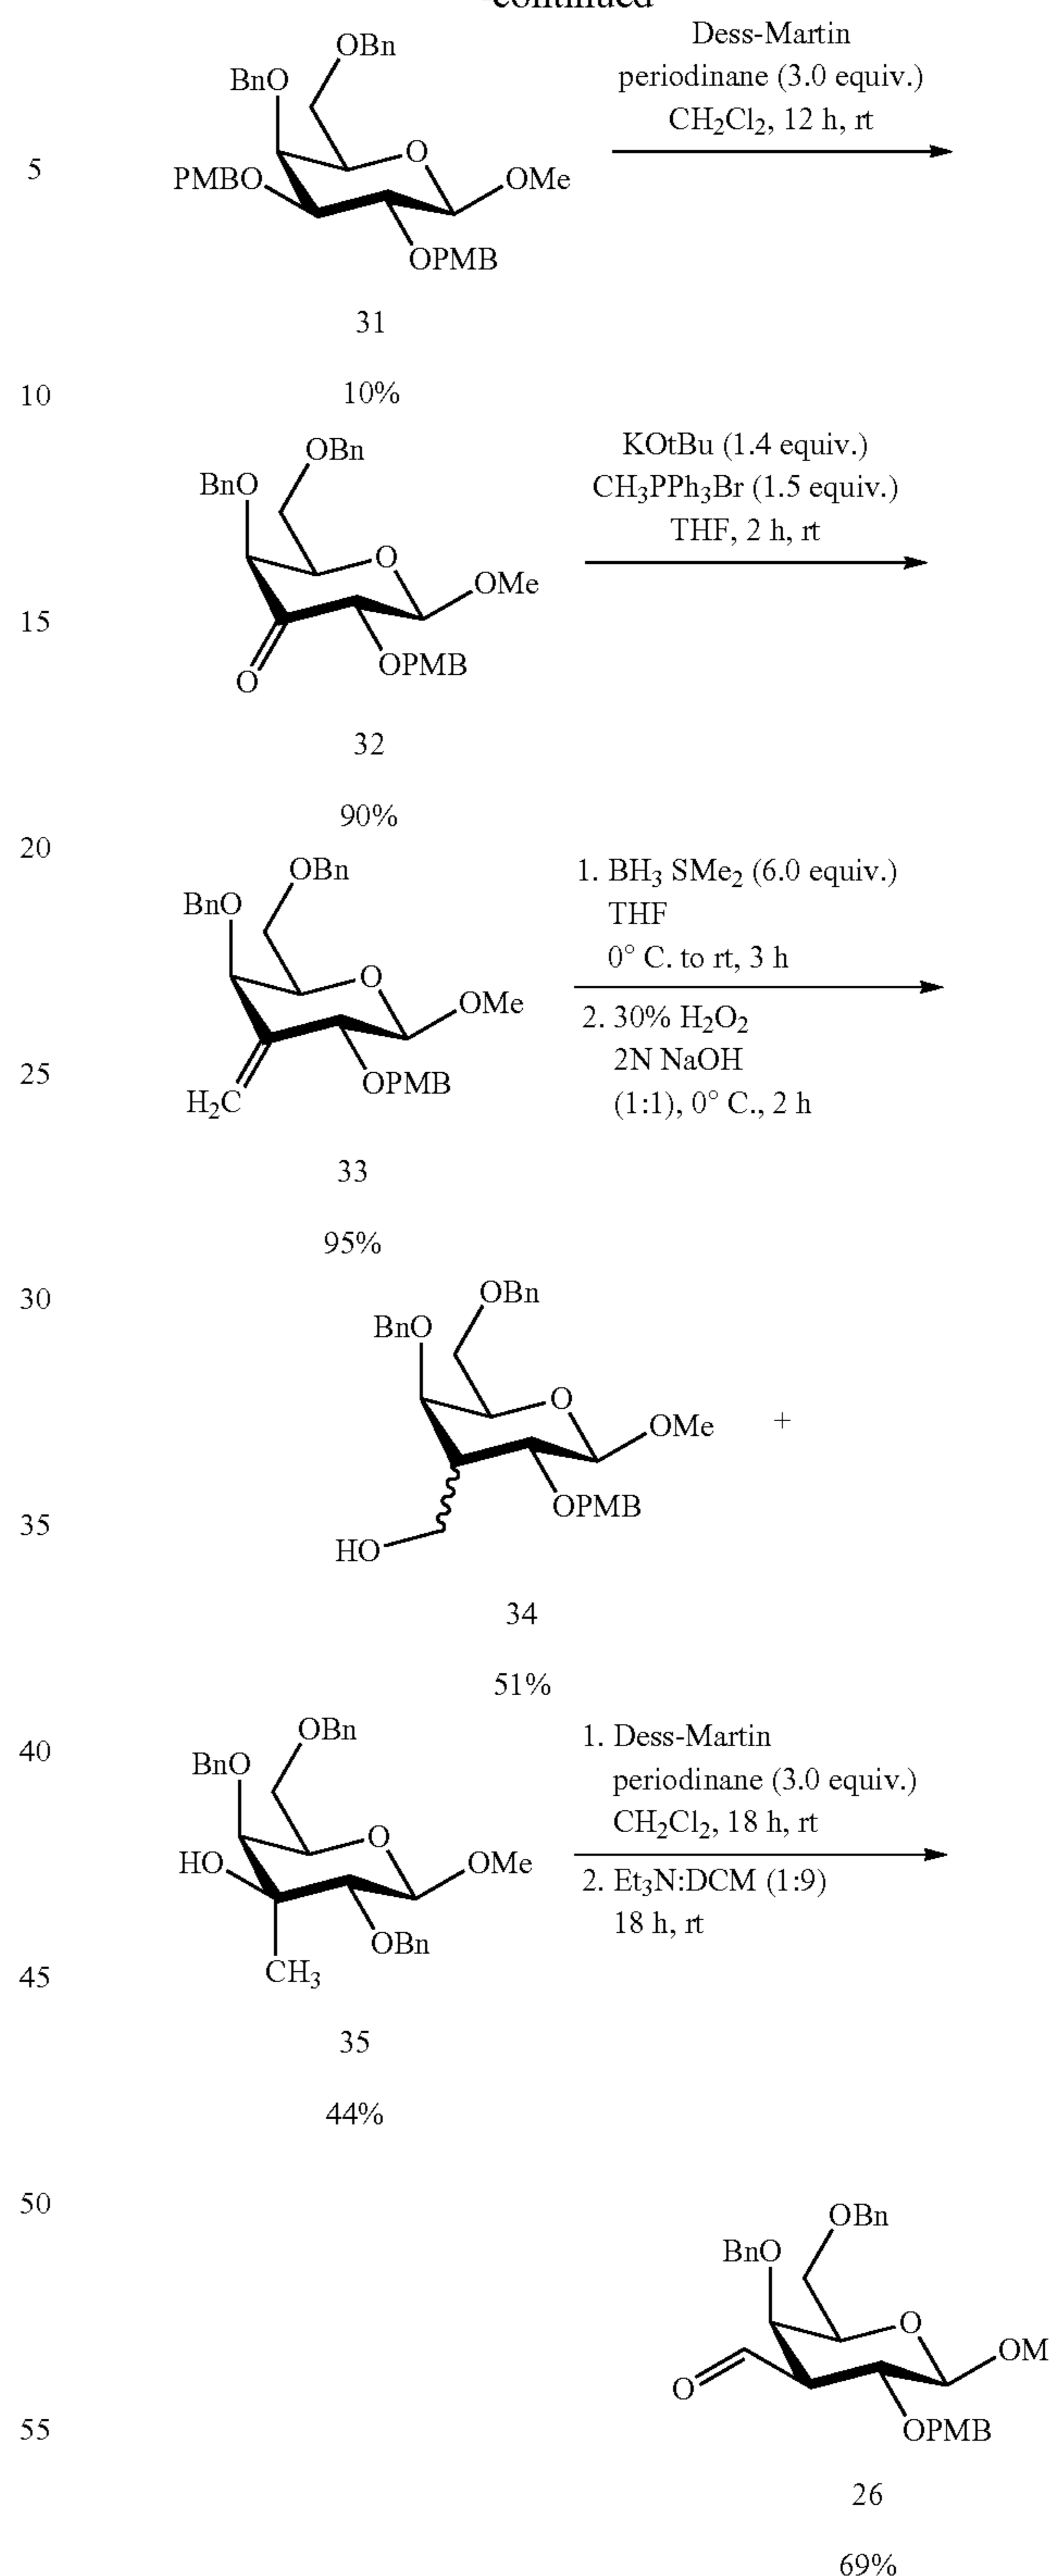 -continued
OBn
BnO
O
PMBO
OMe
OPMB
31
10%
Dess-Martin
periodinane (3.0 equiv.)
CH₂Cl₂, 12 h, rt
5
10
OBn
BnO
O
OMe
OPMB
O
32
90%
KOtBu (1.4 equiv.)
CH₃PPh₃Br (1.5 equiv.)
THF, 2 h, rt
15
20
OBn
BnO
O
OMe
OPMB
H₂C
33
95%
1. BH₃ SMe₂ (6.0 equiv.)
THF
0° C. to rt, 3 h
2. 30% H₂O₂
2N NaOH
(1:1), 0° C., 2 h
25
30
OBn
BnO
O
OMe
+
OPMB
HO
34
51%
35
40
OBn
BnO
O
HO
OMe
OBn
CH₃
35
44%
1. Dess-Martin
periodinane (3.0 equiv.)
CH₂Cl₂, 18 h, rt
2. Et₃N:DCM (1:9)
18 h, rt
45
50
OBn
BnO
O
OM
O
OPMB
26
69%
55